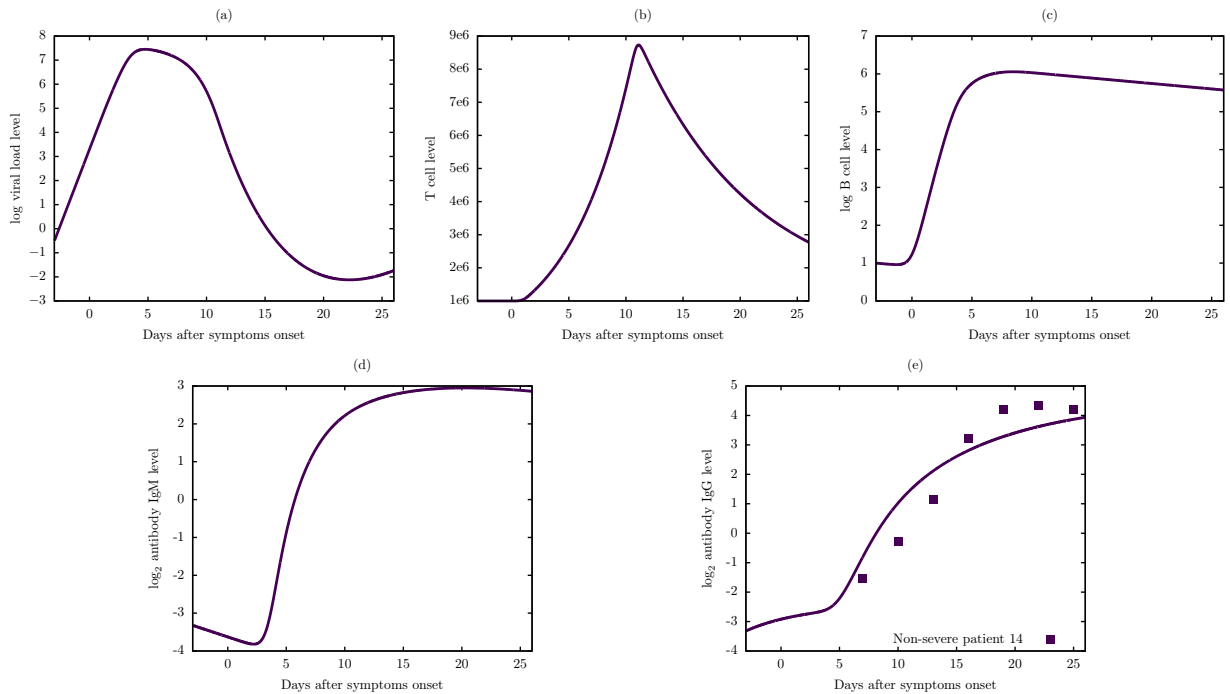 (a)
log viral load level
8
7
6
5
4
3
2
1
0
−1
−2
−3
0 5 10 15 20 25
Days after symptoms onset
(b)
T cell level
9e6
8e6
7e6
6e6
5e6
4e6
3e6
2e6
1e6
0 5 10 15 20 25
Days after symptoms onset
(c)
log B cell level
7
6
5
4
3
2
1
0
0 5 10 15 20 25
Days after symptoms onset
(d)
log₂ antibody IgM level
3
2
1
0
-1
-2
-3
-4
0 5 10 15 20 25
Days after symptoms onset
(e)
log₂ antibody IgG level
5
4
3
2
1
0
-1
-2
-3
-4
Non-severe patient 14
0 5 10 15 20 25
Days after symptoms onset